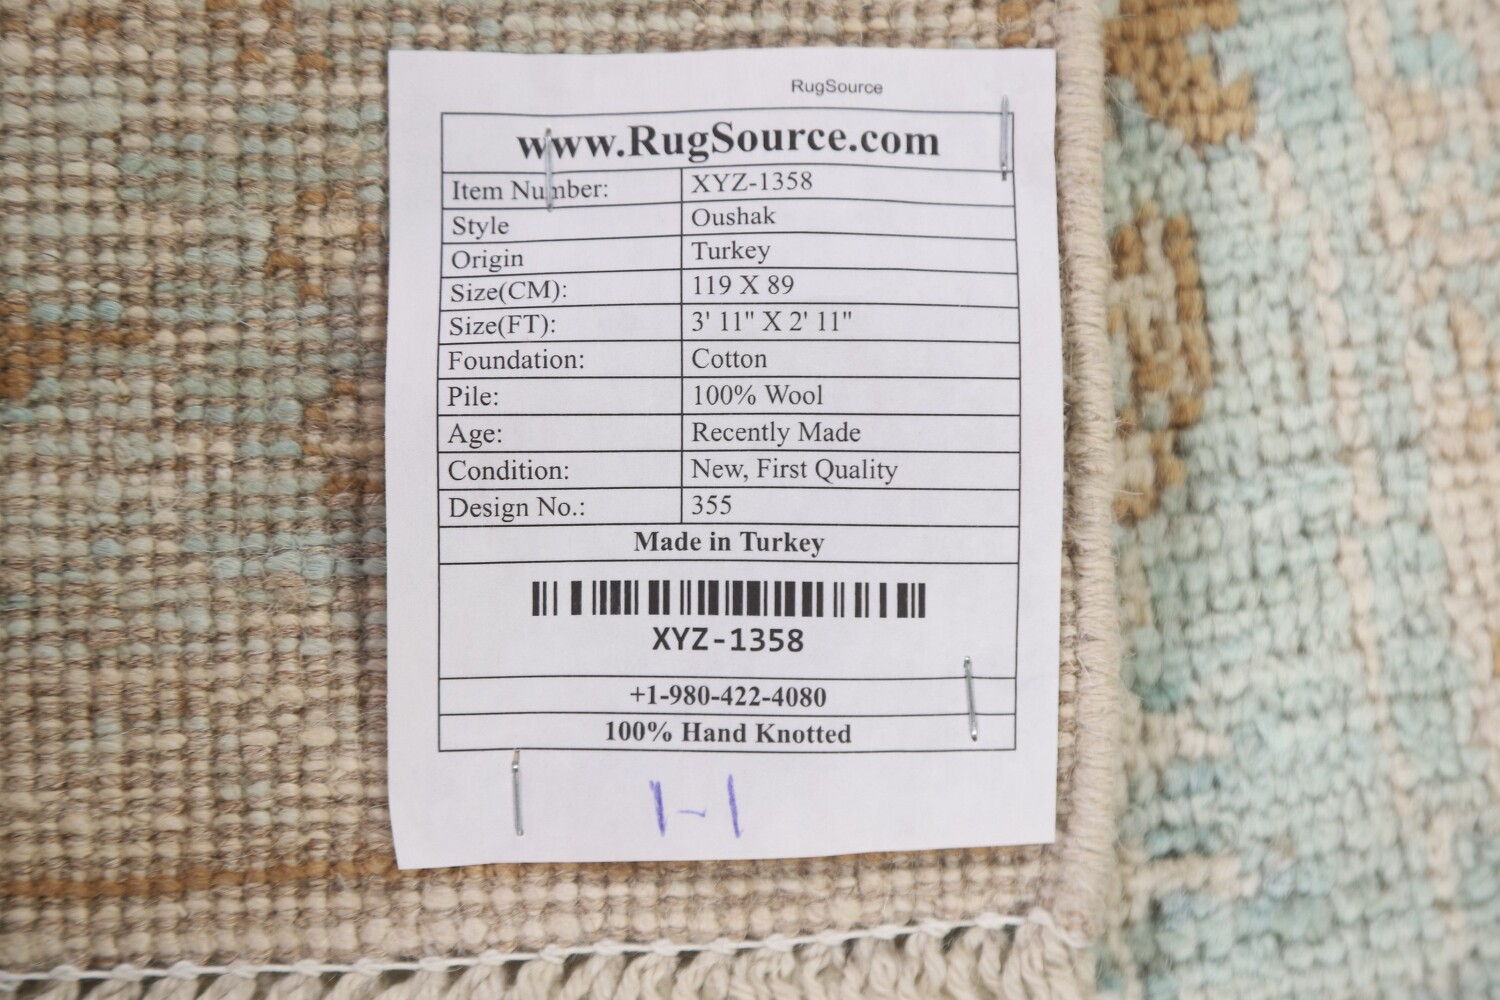 RugSource
www.RugSource.com
Item Number: XYZ-1358
Style Oushak
Origin Turkey
Size(CM): 119 X 89
Size(FT): 3' 11" X 2' 11"
Foundation: Cotton
Pile: 100% Wool
Age: Recently Made
Condition: New, First Quality
Design No.: 355
Made in Turkey
XYZ-1358
+1-980-422-4080
100% Hand Knotted
1-1